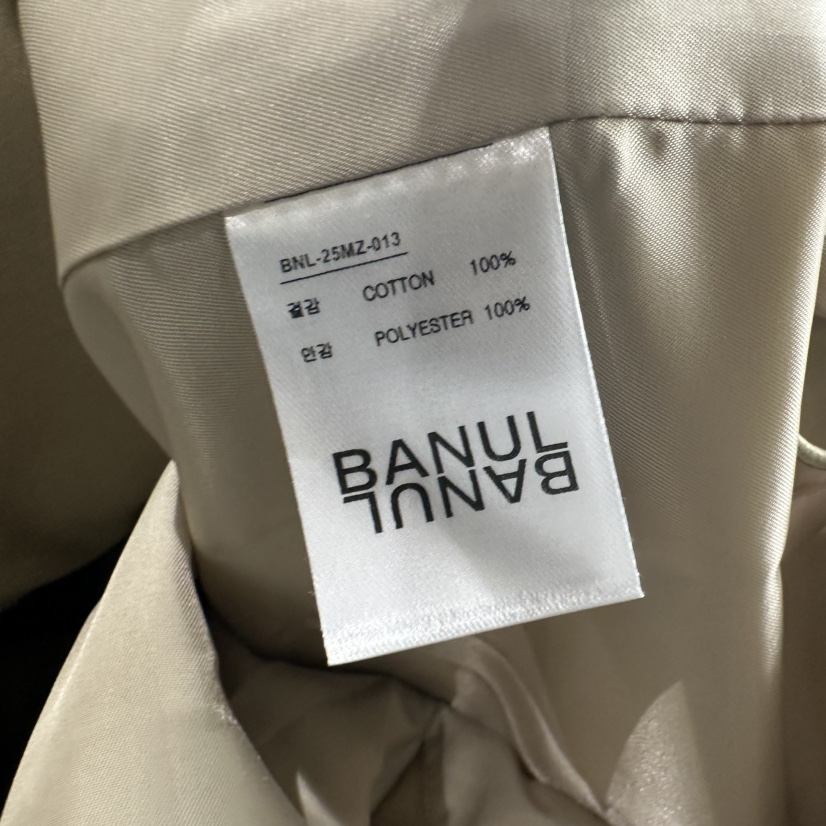 BNL-25MZ-013
겉감 COTTON 100%
안감 POLYESTER 100%
BANUL
BANUL